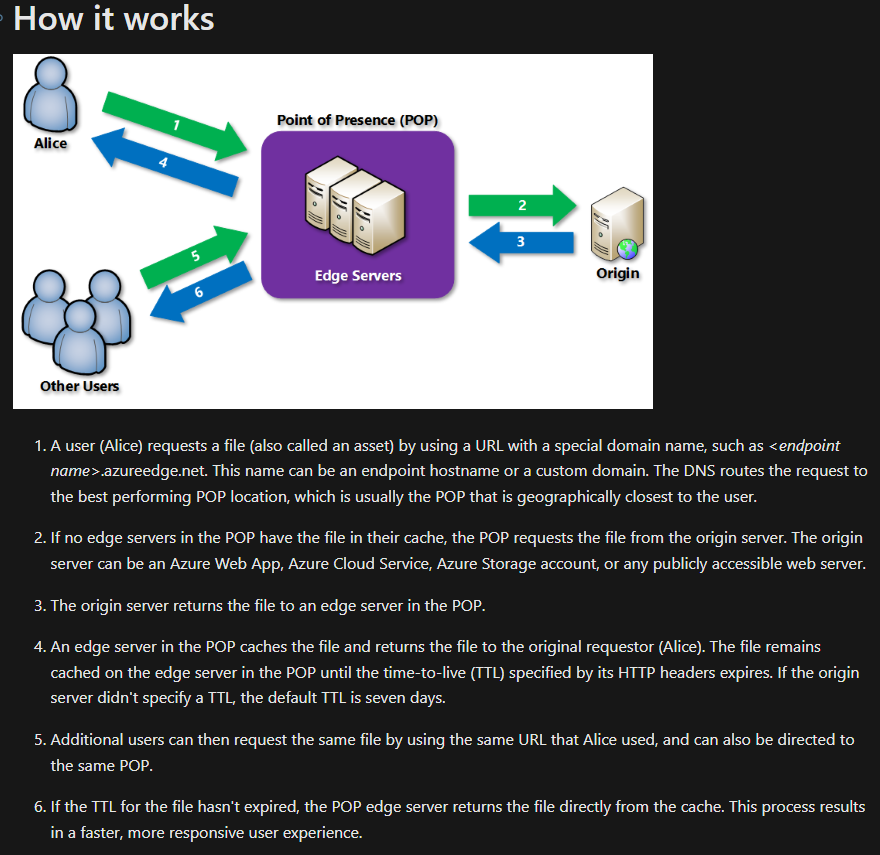 How it works
Alice
1
4
Point of Presence (POP)
Edge Servers
2
3
Origin
5
6
Other Users
1. A user (Alice) requests a file (also called an asset) by using a URL with a special domain name, such as <endpoint
name>.azureedge.net. This name can be an endpoint hostname or a custom domain. The DNS routes the request to
the best performing POP location, which is usually the POP that is geographically closest to the user.
2. If no edge servers in the POP have the file in their cache, the POP requests the file from the origin server. The origin
server can be an Azure Web App, Azure Cloud Service, Azure Storage account, or any publicly accessible web server.
3. The origin server returns the file to an edge server in the POP.
4. An edge server in the POP caches the file and returns the file to the original requestor (Alice). The file remains
cached on the edge server in the POP until the time-to-live (TTL) specified by its HTTP headers expires. If the origin
server didn't specify a TTL, the default TTL is seven days.
5. Additional users can then request the same file by using the same URL that Alice used, and can also be directed to
the same POP.
6. If the TTL for the file hasn't expired, the POP edge server returns the file directly from the cache. This process results
in a faster, more responsive user experience.